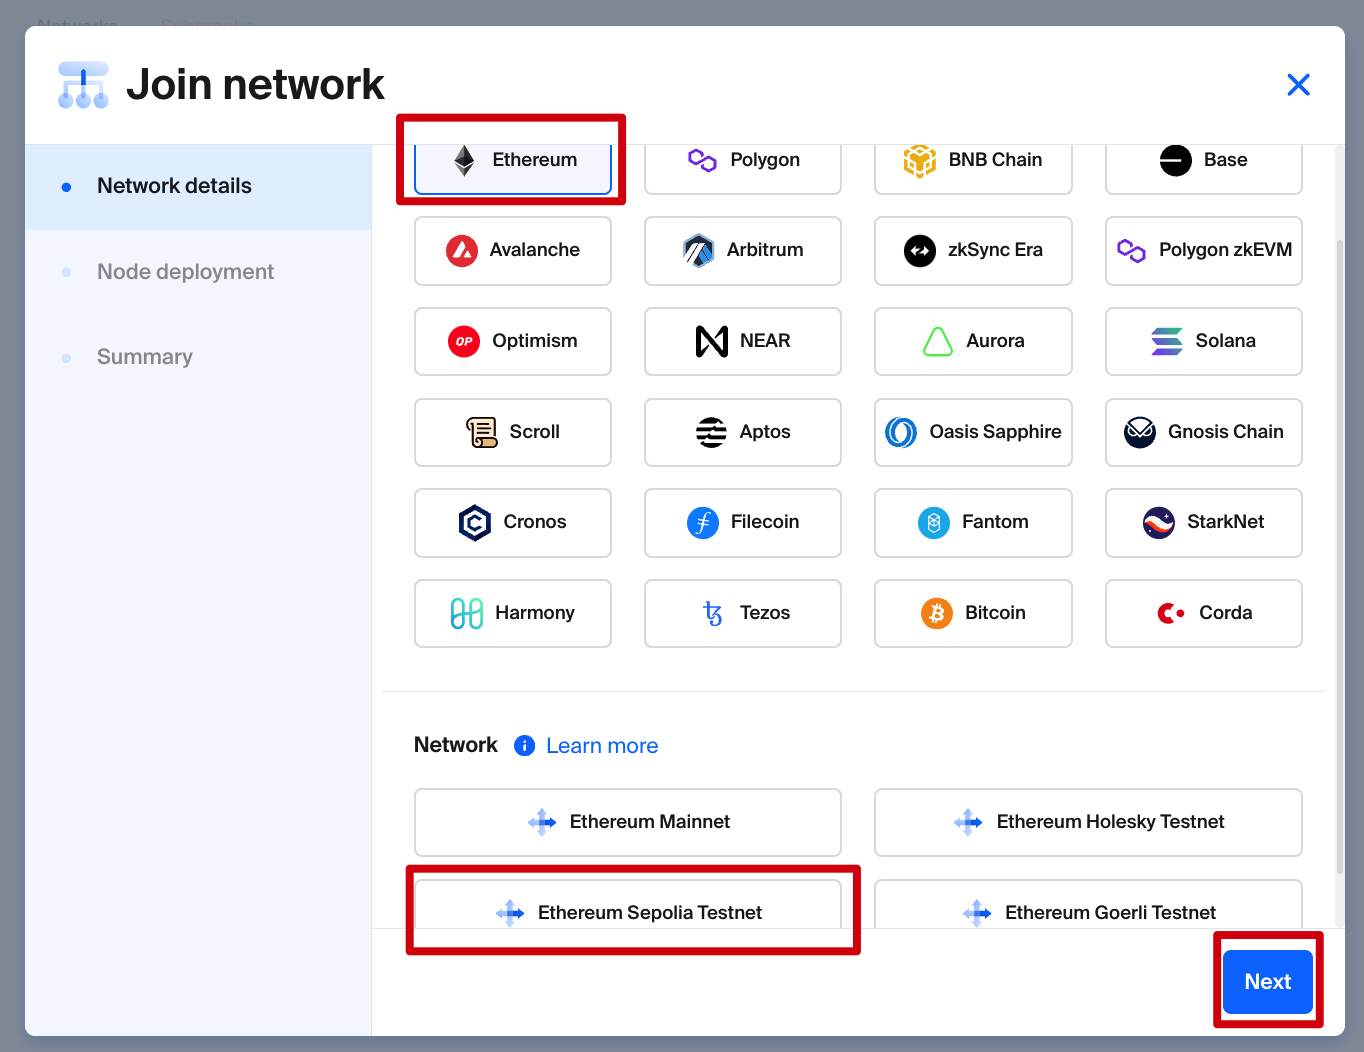 Networks Subgraphs
Join network
Network details
Node deployment
Summary
Ethereum Polygon BNB Chain Base
Avalanche Arbitrum zkSync Era Polygon zkEVM
OP Optimism NEAR Aurora Solana
Scroll Aptos Oasis Sapphire Gnosis Chain
Cronos Filecoin Fantom StarkNet
Harmony Tezos Bitcoin Corda
Network Learn more
Ethereum Mainnet Ethereum Holesky Testnet
Ethereum Sepolia Testnet Ethereum Goerli Testnet
Next